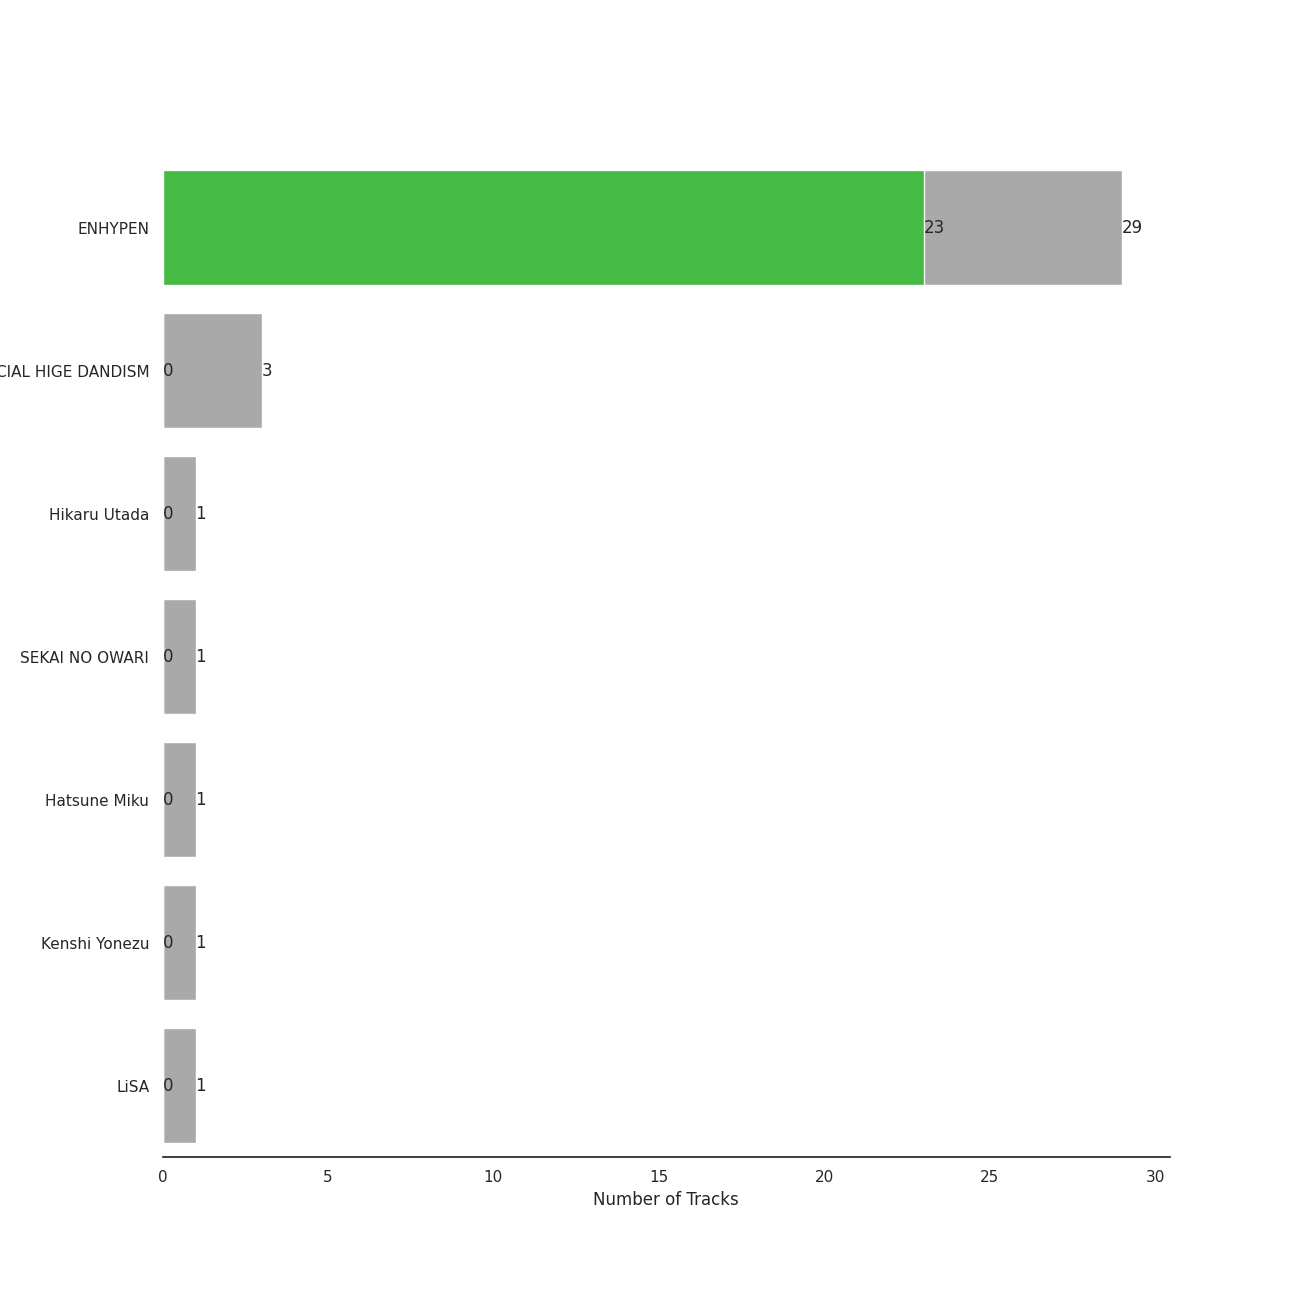 ENHYPEN 23 29
CIAL HIGE DANDISM 0 3
Hikaru Utada 0 1
SEKAI NO OWARI 0 1
Hatsune Miku 0 1
Kenshi Yonezu 0 1
LiSA 0 1
0 5 10 15 20 25 30
Number of Tracks